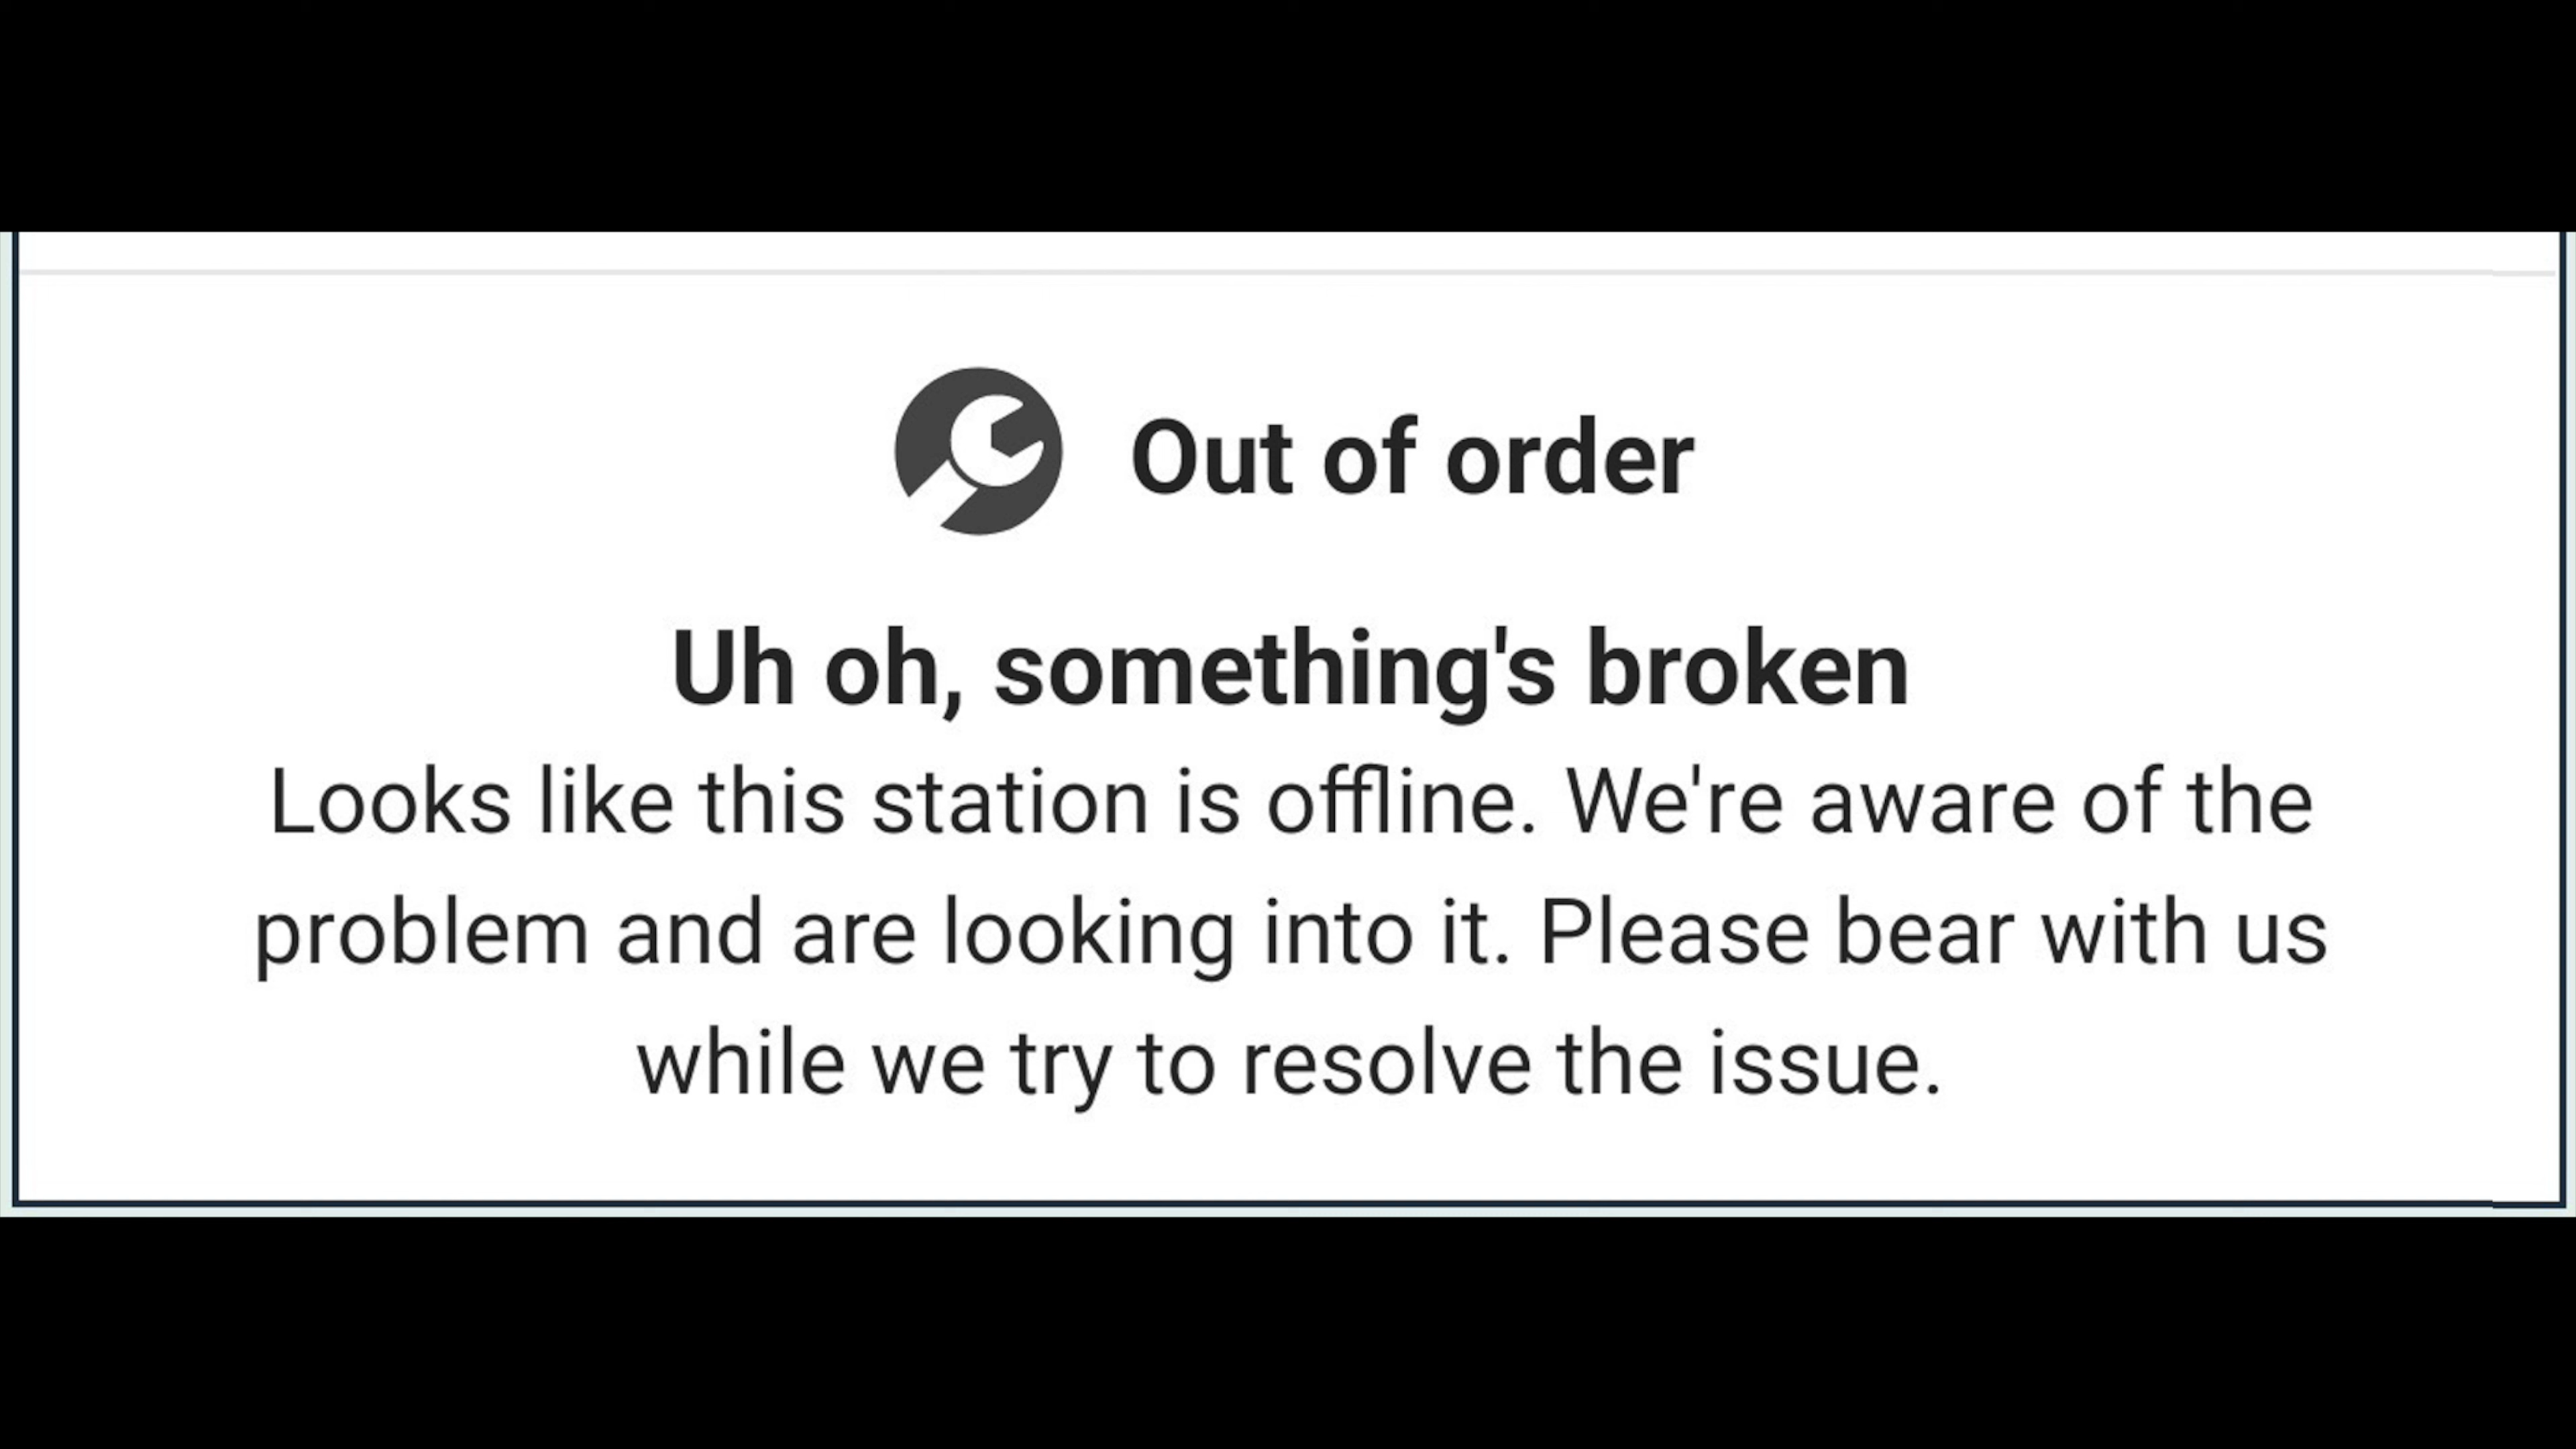 Out of order
Uh oh, something's broken
Looks like this station is offline. We're aware of the
problem and are looking into it. Please bear with us
while we try to resolve the issue.